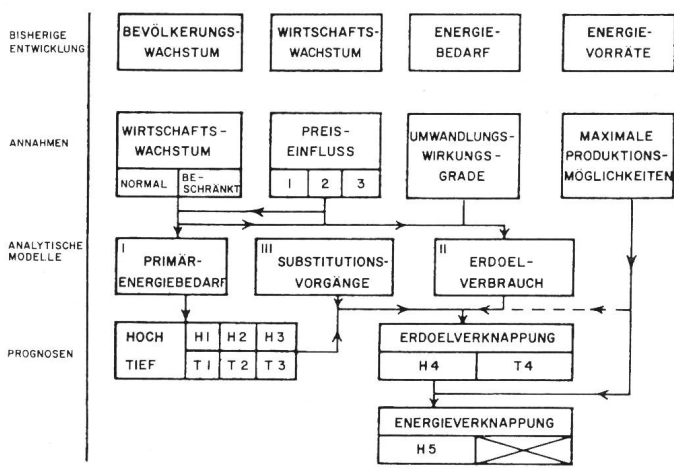 BISHERIGE
ENTWICKLUNG
BEVÖLKERUNGS-
WACHSTUM
WIRTSCHAFTS-
WACHSTUM
ENERGIE-
BEDARF
ENERGIE-
VORRÄTE
ANNAHMEN
WIRTSCHAFTS-
WACHSTUM
NORMAL
BE-
SCHRÄNKT
PREIS-
EINFLUSS
1 2 3
UMWANDLUNGS-
WIRKUNGS-
GRADE
MAXIMALE
PRODUKTIONS-
MÖGLICHKEITEN
ANALYTISCHE
MODELLE
I
PRIMÄR-
ENERGIEBEDARF
III
SUBSTITUTIONS-
VORGÄNGE
II
ERDOEL-
VERBRAUCH
PROGNOSEN
HOCH H1 H2 H3
TIEF T1 T2 T3
ERDOELVERKNAPPUNG
H4 T4
ENERGIEVERKNAPPUNG
H5